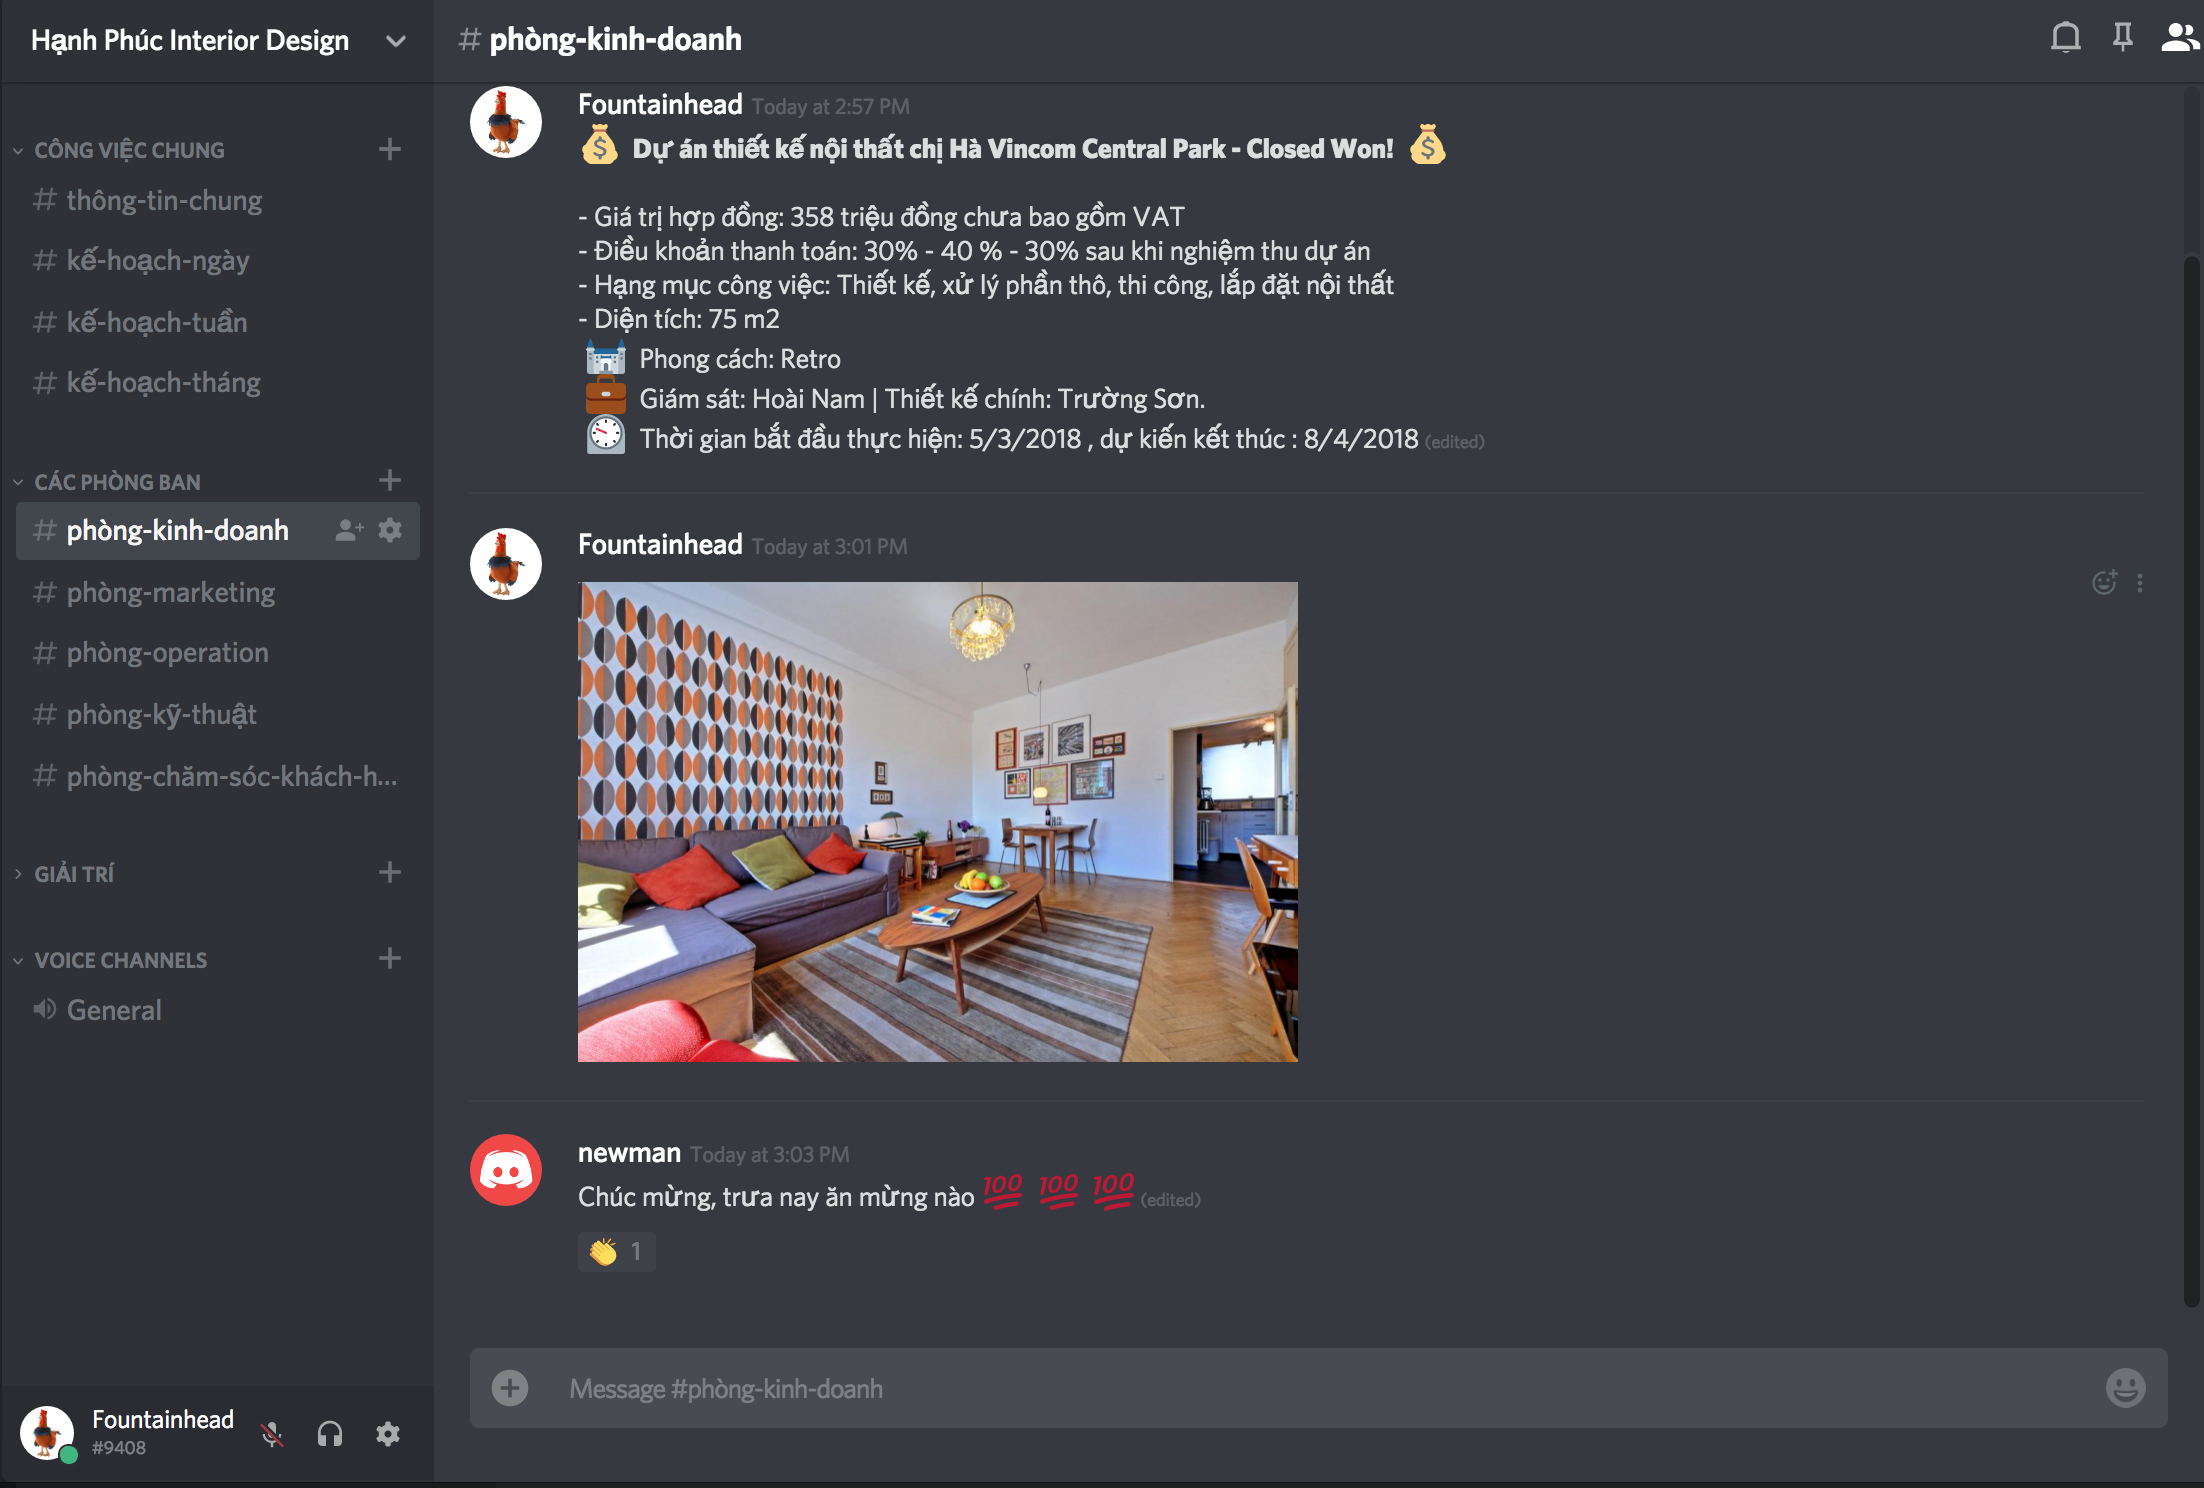 Hạnh Phúc Interior Design
CÔNG VIỆC CHUNG
# thông-tin-chung
# kế-hoạch-ngày
# kế-hoạch-tuần
# kế-hoạch-tháng
CÁC PHÒNG BAN
# phòng-kinh-doanh
# phòng-marketing
# phòng-operation
# phòng-kỹ-thuật
# phòng-chăm-sóc-khách-h...
GIẢI TRÍ
VOICE CHANNELS
General
Fountainhead
#9408
# phòng-kinh-doanh
Fountainhead Today at 2:57 PM
Dự án thiết kế nội thất chị Hà Vincom Central Park - Closed Won!
- Giá trị hợp đồng: 358 triệu đồng chưa bao gồm VAT
- Điều khoản thanh toán: 30% - 40 % - 30% sau khi nghiệm thu dự án
- Hạng mục công việc: Thiết kế, xử lý phần thô, thi công, lắp đặt nội thất
- Diện tích: 75 m2
Phong cách: Retro
Giám sát: Hoài Nam | Thiết kế chính: Trường Sơn.
Thời gian bắt đầu thực hiện: 5/3/2018 , dự kiến kết thúc : 8/4/2018 (edited)
Fountainhead Today at 3:01 PM
newman Today at 3:03 PM
Chúc mừng, trưa nay ăn mừng nào 💯 💯 💯 (edited)
👏 1
Message #phòng-kinh-doanh